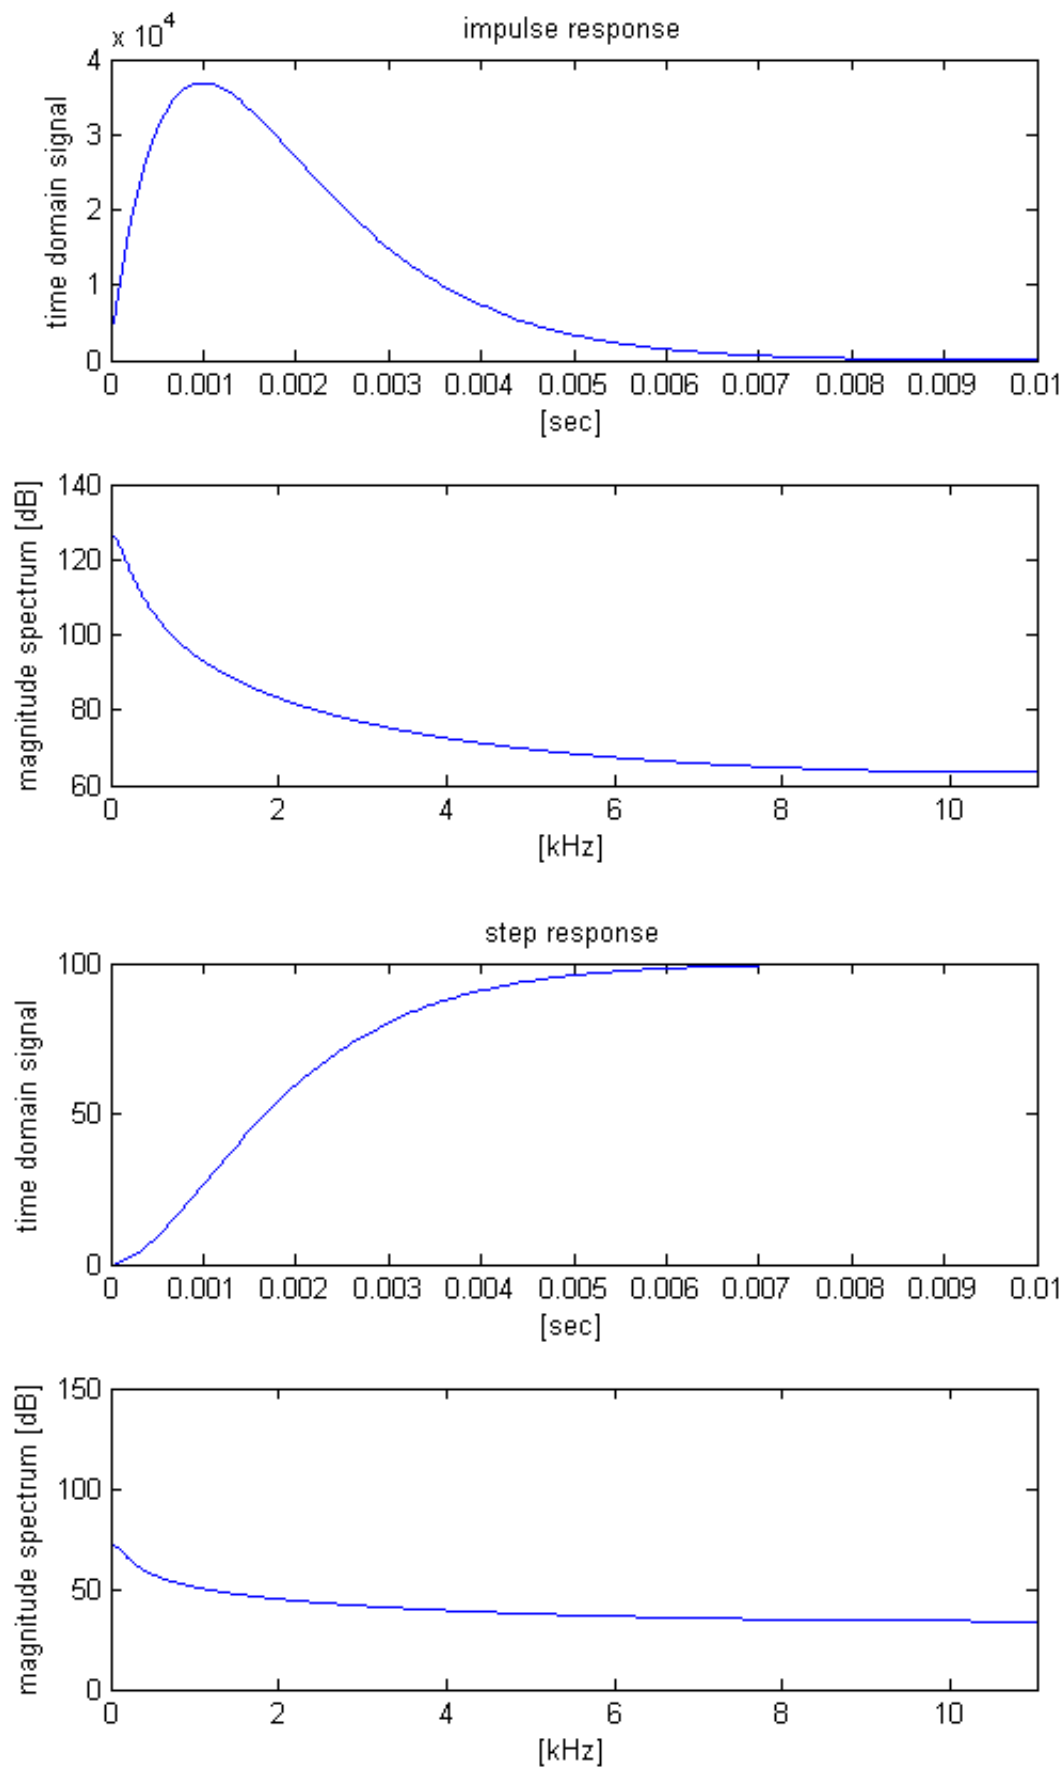 impulse response
x 10^4
time domain signal
4
3
2
1
0
0 0.001 0.002 0.003 0.004 0.005 0.006 0.007 0.008 0.009 0.01
[sec]
magnitude spectrum [dB]
140
120
100
80
60
0 2 4 6 8 10
[kHz]
step response
time domain signal
100
50
0
0 0.001 0.002 0.003 0.004 0.005 0.006 0.007 0.008 0.009 0.01
[sec]
magnitude spectrum [dB]
150
100
50
0
0 2 4 6 8 10
[kHz]